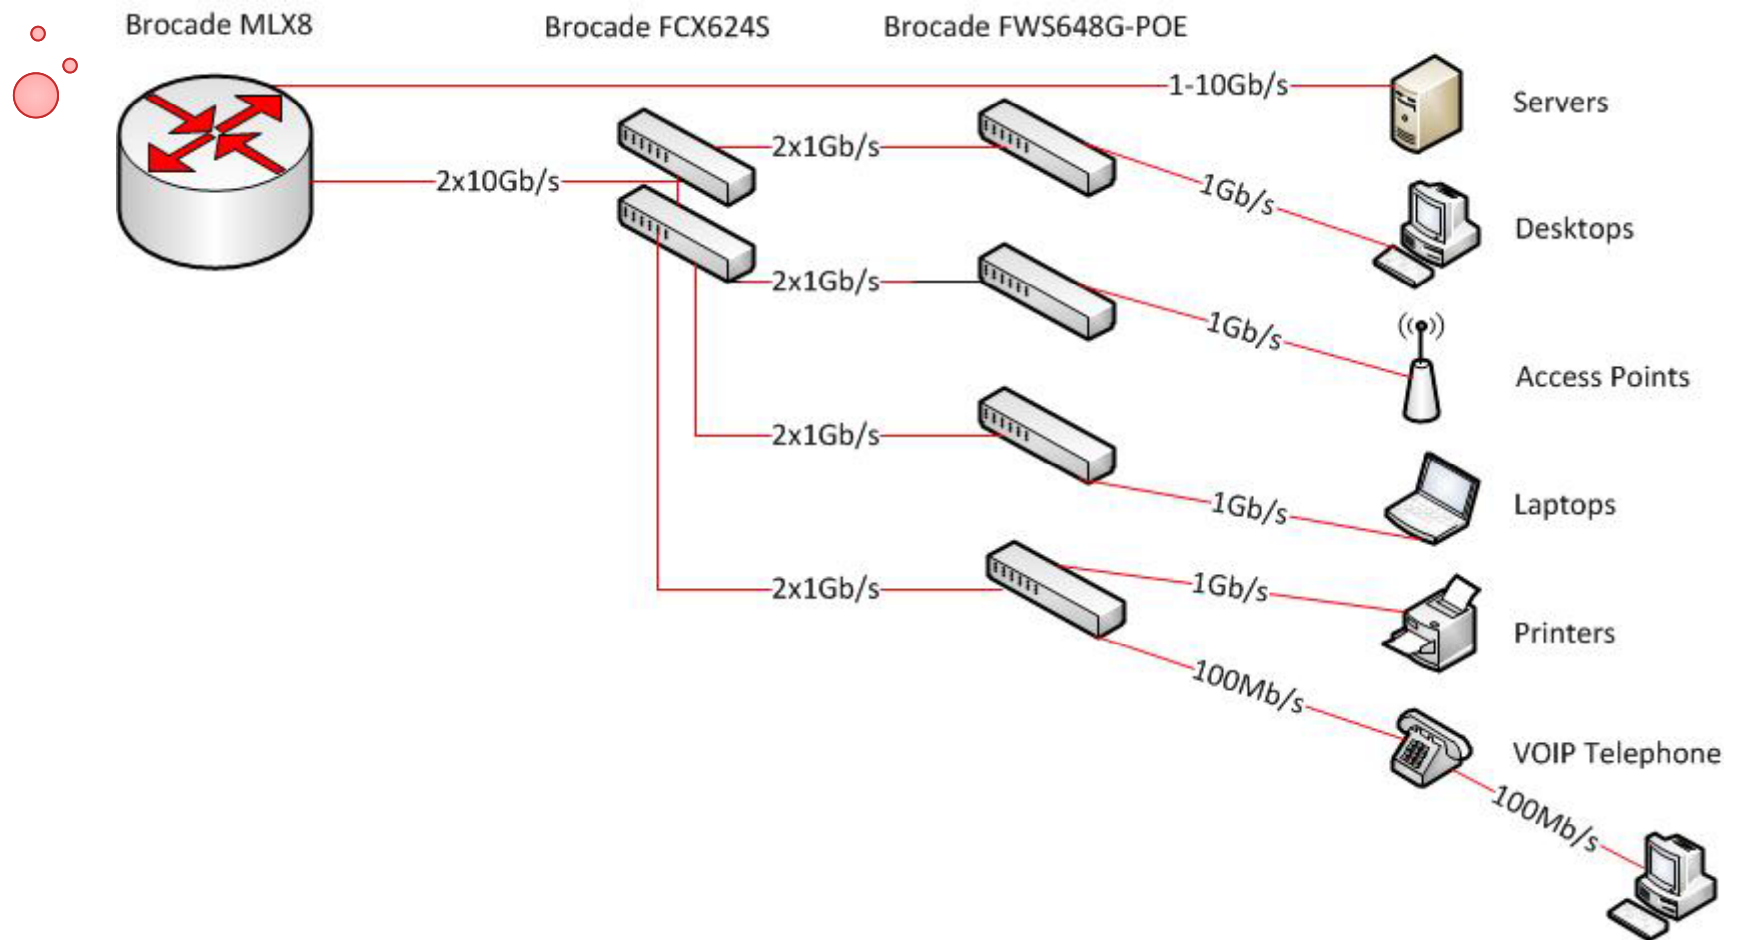 Brocade MLX8
Brocade FCX624S
Brocade FWS648G-POE
1-10Gb/s
Servers
2x1Gb/s
2x10Gb/s
1Gb/s
Desktops
2x1Gb/s
1Gb/s
Access Points
2x1Gb/s
1Gb/s
Laptops
2x1Gb/s
1Gb/s
Printers
100Mb/s
VOIP Telephone
100Mb/s